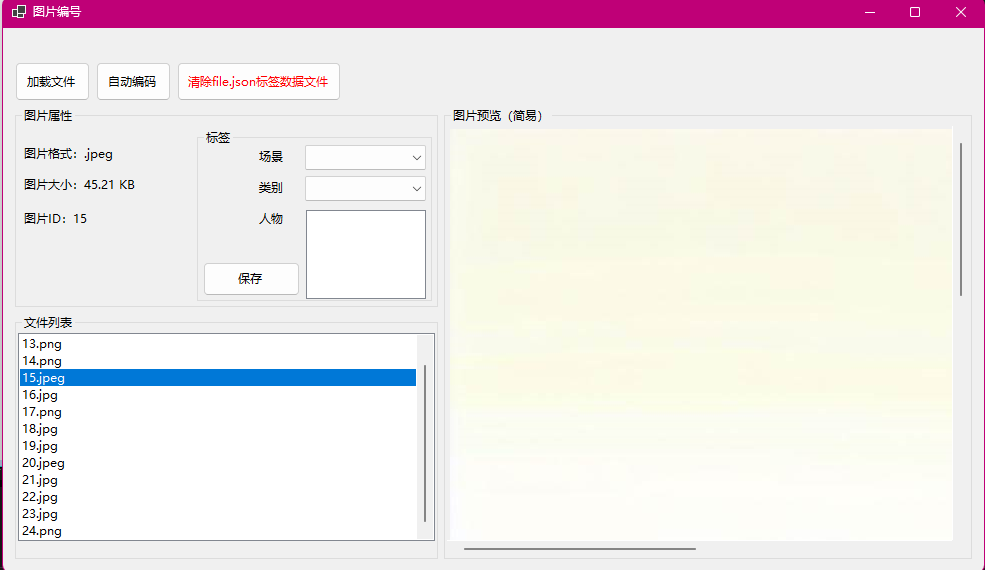 图片编号
加载文件
自动编码
清除file.json标签数据文件
图片属性
图片格式：.jpeg
图片大小：45.21 KB
图片ID：15
标签
场景
类别
人物
保存
文件列表
13.png
14.png
15.jpeg
16.jpg
17.png
18.jpg
19.jpg
20.jpeg
21.jpg
22.jpg
23.jpg
24.png
图片预览（简易）